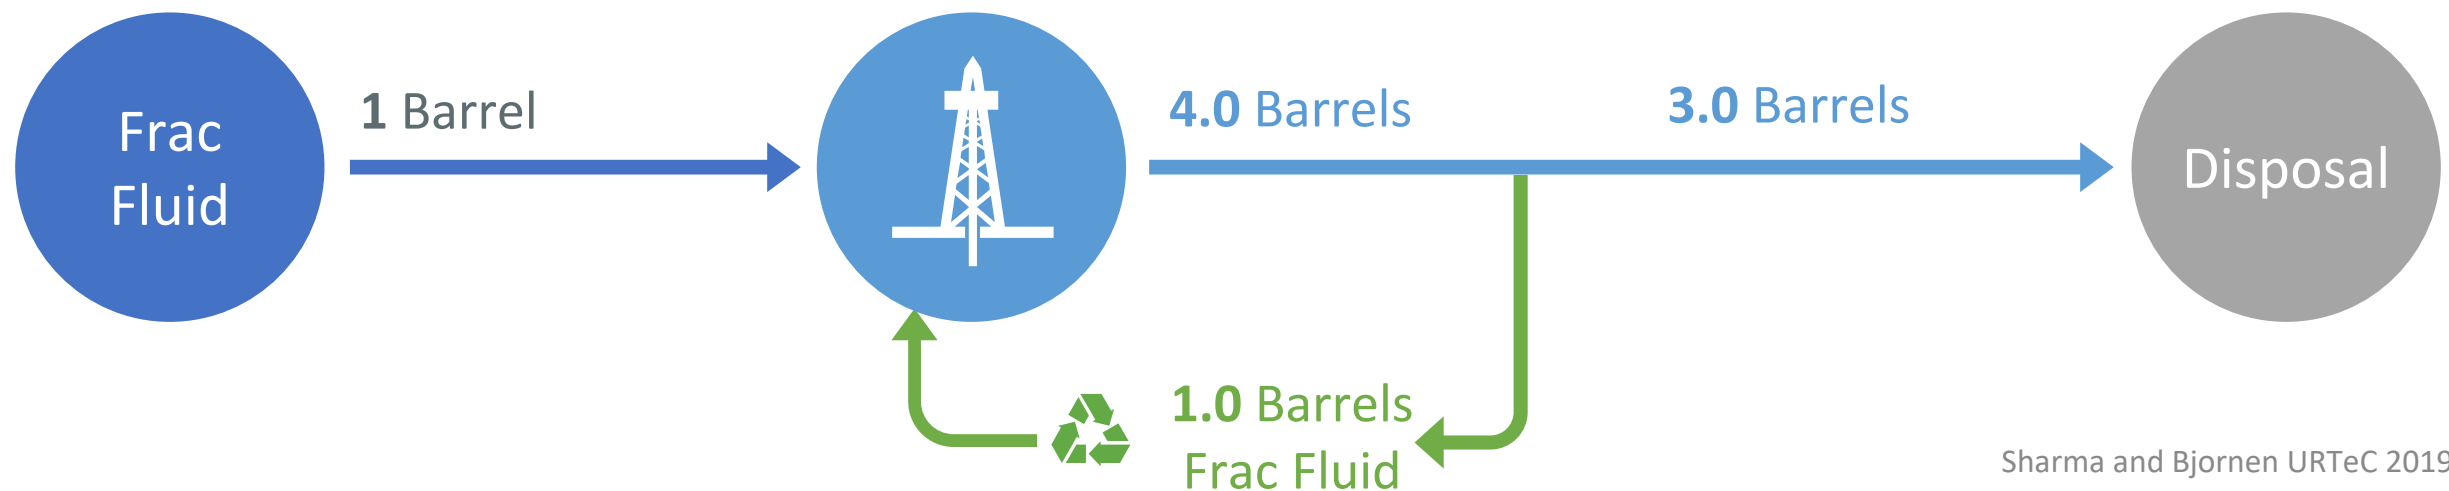 Frac
Fluid
1 Barrel
4.0 Barrels
3.0 Barrels
Disposal
1.0 Barrels
Frac Fluid
Sharma and Bjornen URTeC 2019